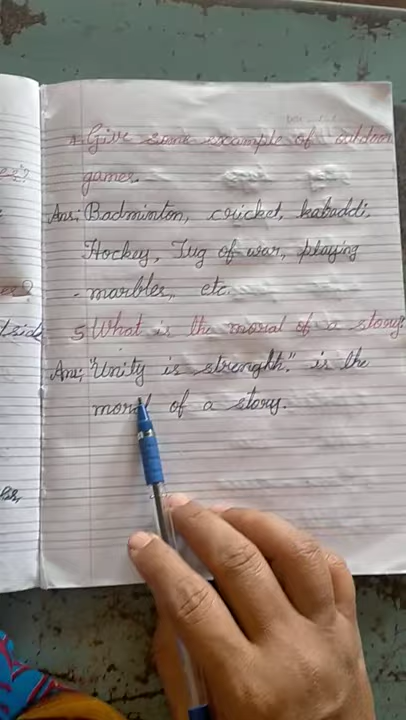 4. Give some example of outdoor
games.
Ans: Badminton, cricket, kabaddi,
Hockey, Tug of war, playing
- marbles, etc.
5. What is the moral of a story?
Ans: "Unity is strength." is the
moral of a story.